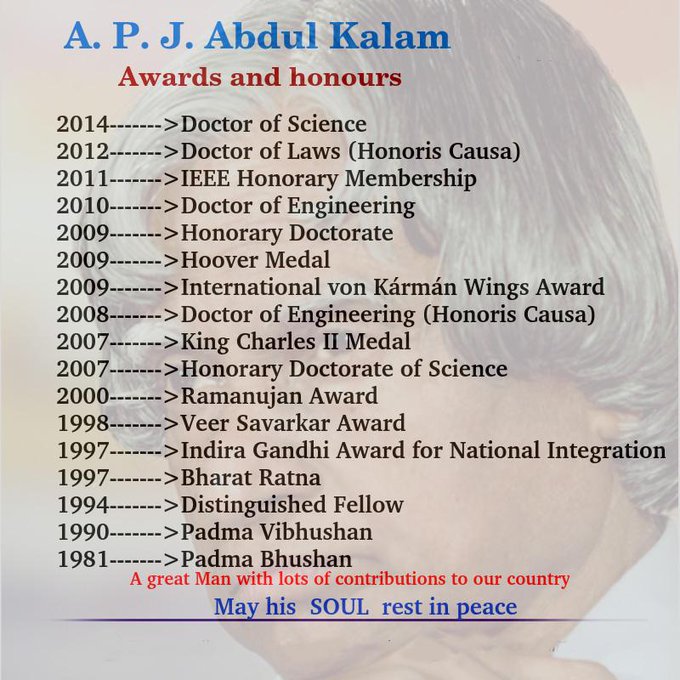 A. P. J. Abdul Kalam
Awards and honours
2014------->Doctor of Science
2012------->Doctor of Laws (Honoris Causa)
2011------->IEEE Honorary Membership
2010------->Doctor of Engineering
2009------->Honorary Doctorate
2009------->Hoover Medal
2009------->International von Kármán Wings Award
2008------->Doctor of Engineering (Honoris Causa)
2007------->King Charles II Medal
2007------->Honorary Doctorate of Science
2000------->Ramanujan Award
1998------->Veer Savarkar Award
1997------->Indira Gandhi Award for National Integration
1997------->Bharat Ratna
1994------->Distinguished Fellow
1990------->Padma Vibhushan
1981------->Padma Bhushan
A great Man with lots of contributions to our country
May his SOUL rest in peace